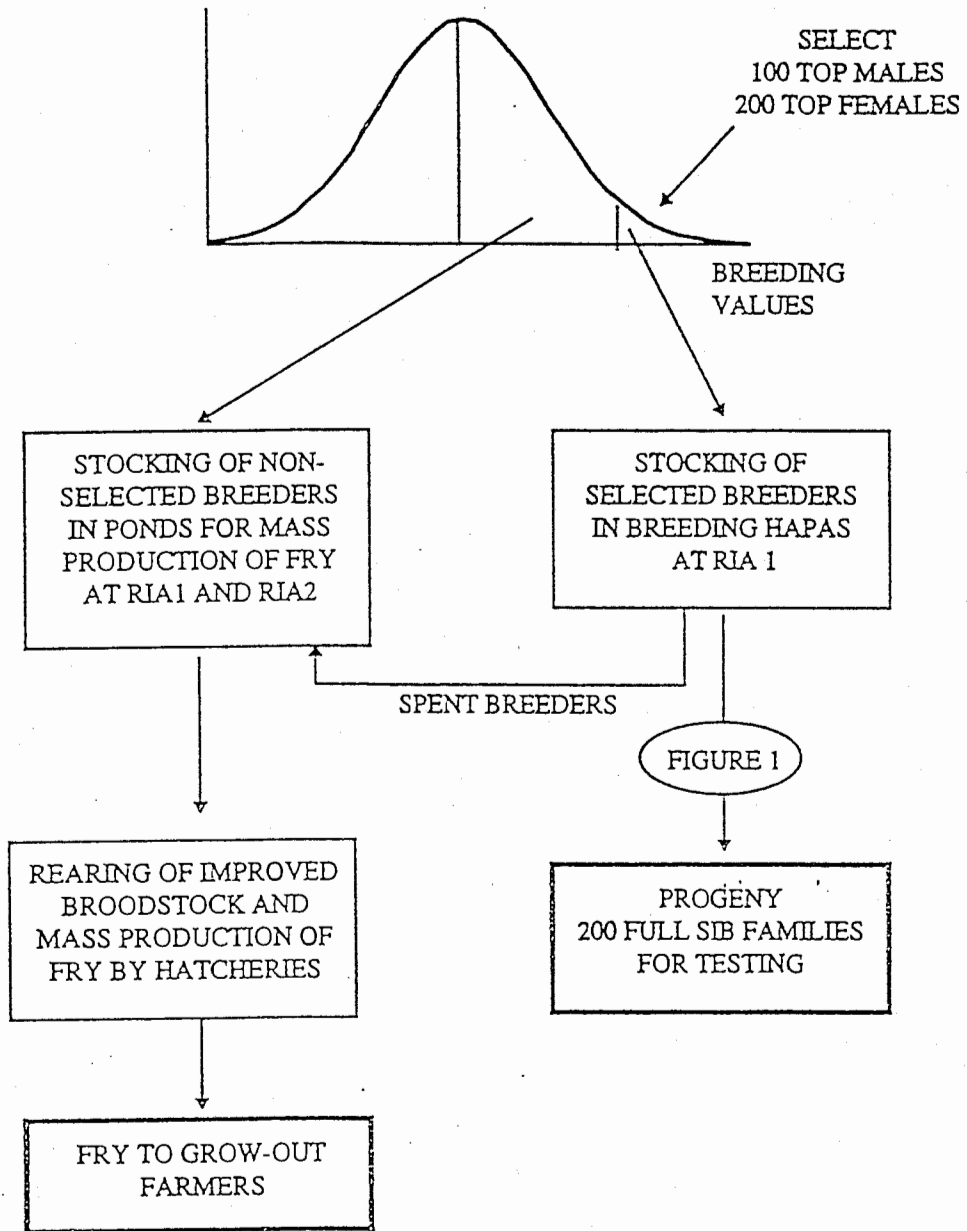 SELECT
100 TOP MALES
200 TOP FEMALES
BREEDING
VALUES
STOCKING OF NON-
SELECTED BREEDERS
IN PONDS FOR MASS
PRODUCTION OF FRY
AT RIA1 AND RIA2
STOCKING OF
SELECTED BREEDERS
IN BREEDING HAPAS
AT RIA 1
SPENT BREEDERS
FIGURE 1
REARING OF IMPROVED
BROODSTOCK AND
MASS PRODUCTION OF
FRY BY HATCHERIES
PROGENY
200 FULL SIB FAMILIES
FOR TESTING
FRY TO GROW-OUT
FARMERS